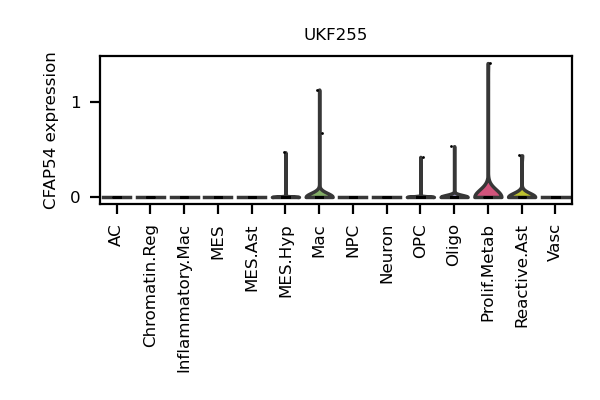 UKF255
CFAP54 expression
1
0
AC
Chromatin.Reg
Inflammatory.Mac
MES
MES.Ast
MES.Hyp
Mac
NPC
Neuron
OPC
Oligo
Prolif.Metab
Reactive.Ast
Vasc